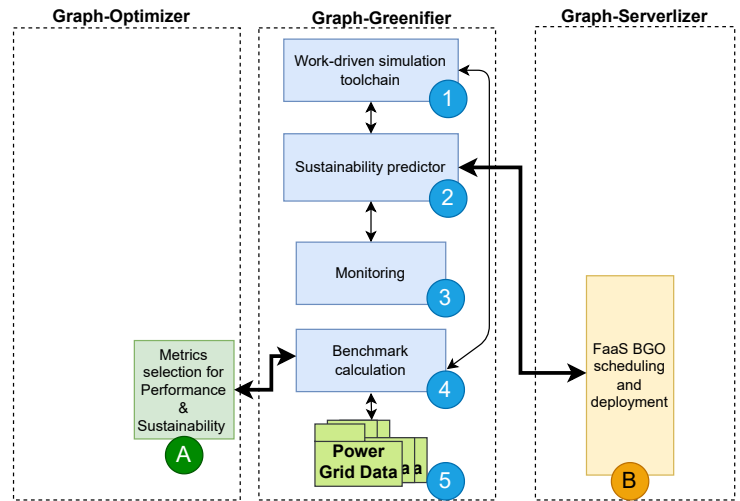 Graph-Optimizer
Graph-Greenifier
Graph-Serverlizer
Work-driven simulation
toolchain
1
Sustainability predictor
2
Monitoring
3
Benchmark
calculation
4
Metrics
selection for
Performance
&
Sustainability
A
Power
Grid Data
a a
5
FaaS BGO
scheduling
and
deployment
B